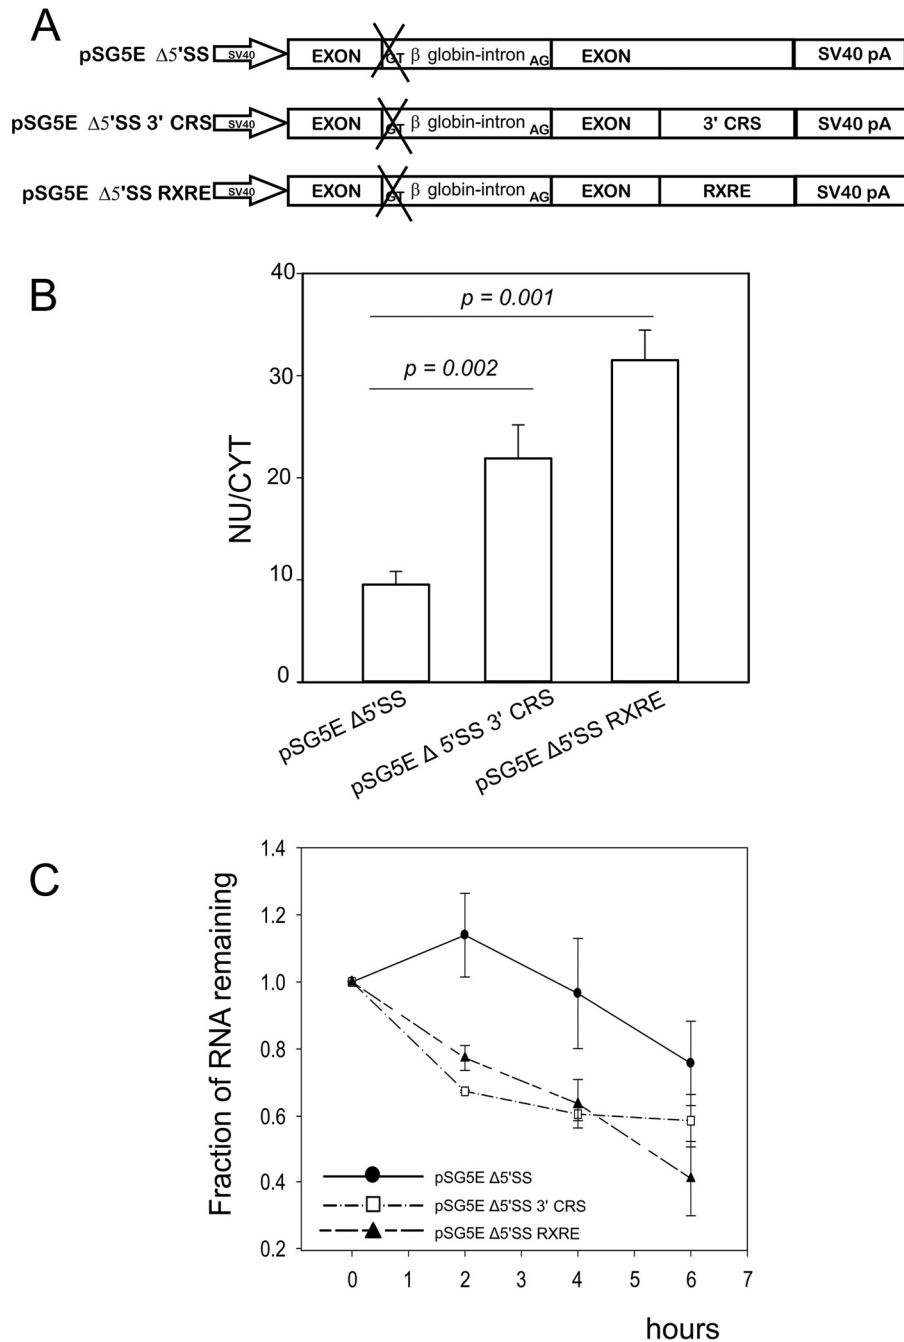 A
pSG5E Δ5'SS SV40 EXON GT β globin-intron AG EXON SV40 pA
pSG5E Δ5'SS 3' CRS SV40 EXON GT β globin-intron AG EXON 3' CRS SV40 pA
pSG5E Δ5'SS RXRE SV40 EXON GT β globin-intron AG EXON RXRE SV40 pA
B
NU/CYT
40
30
20
10
0
p = 0.001
p = 0.002
pSG5E Δ5'SS
pSG5E Δ 5'SS 3' CRS
pSG5E Δ5'SS RXRE
C
Fraction of RNA remaining
1.4
1.2
1.0
0.8
0.6
0.4
0.2
pSG5E Δ5'SS
pSG5E Δ5'SS 3' CRS
pSG5E Δ5'SS RXRE
0 1 2 3 4 5 6 7
hours